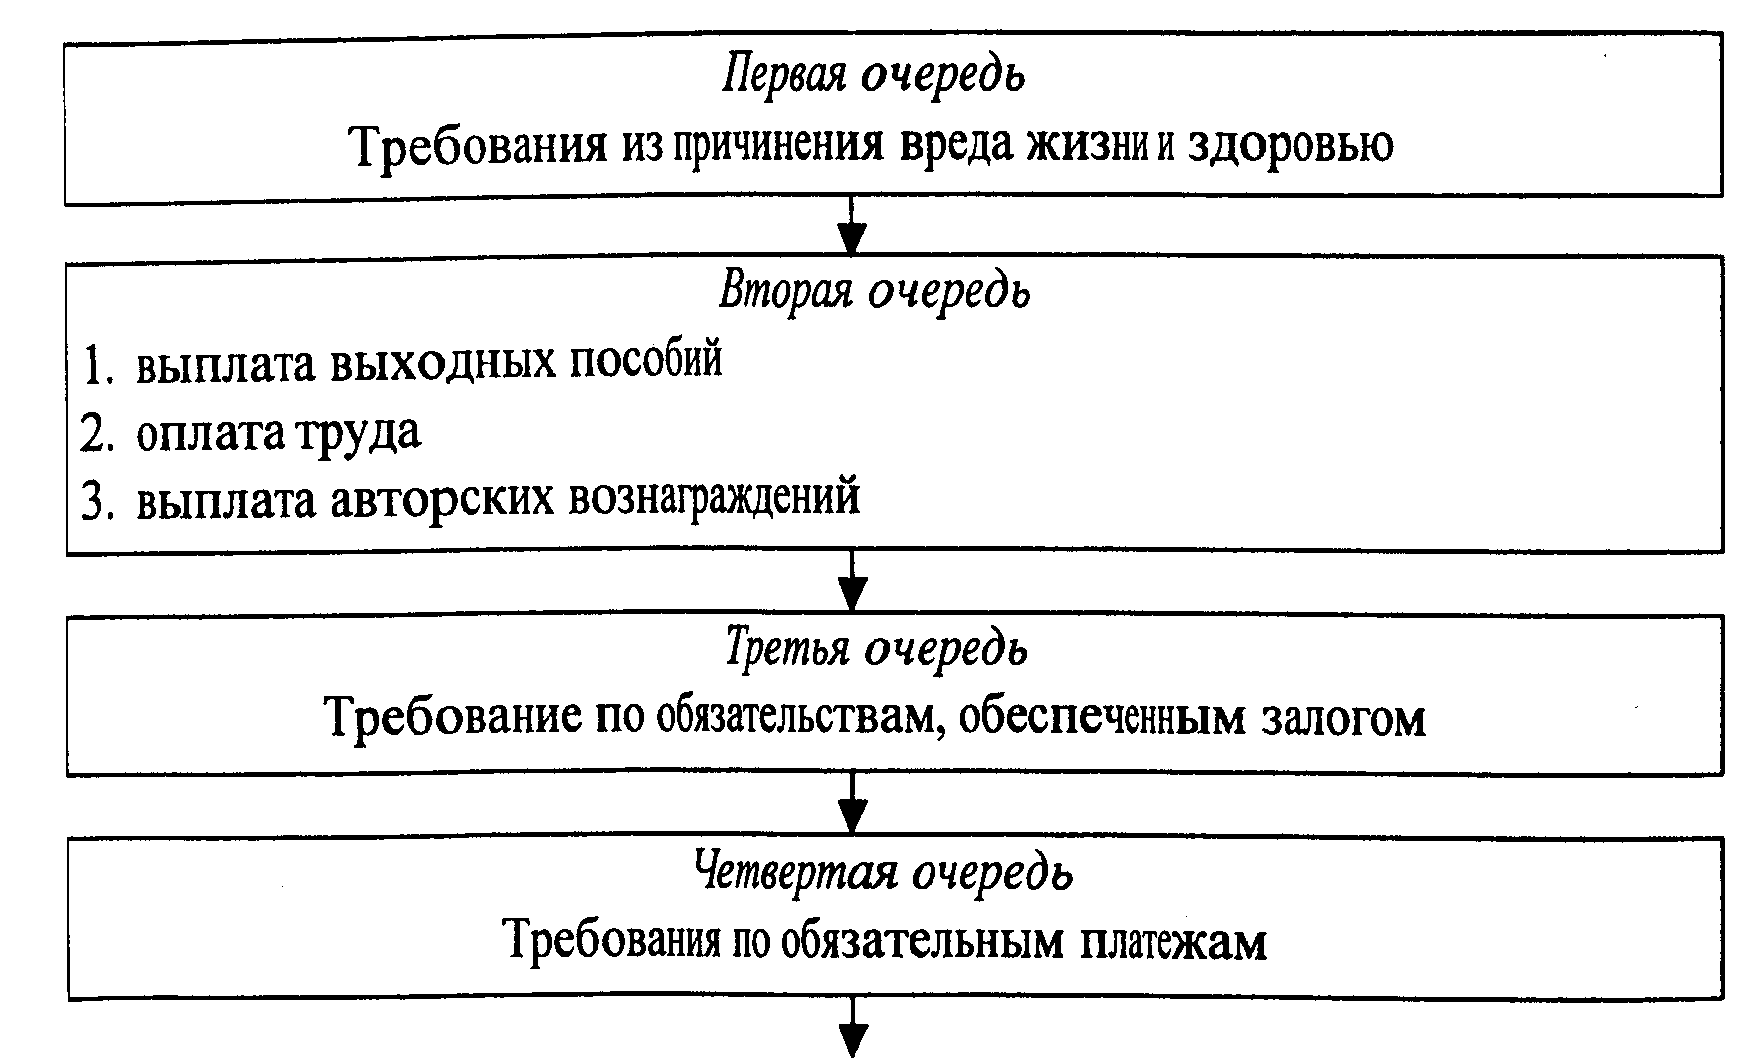 Первая очередь
Требования из причинения вреда жизни и здоровью
Вторая очередь
1. выплата выходных пособий
2. оплата труда
3. выплата авторских вознаграждений
Третья очередь
Требование по обязательствам, обеспеченным залогом
Четвертая очередь
Требования по обязательным платежам